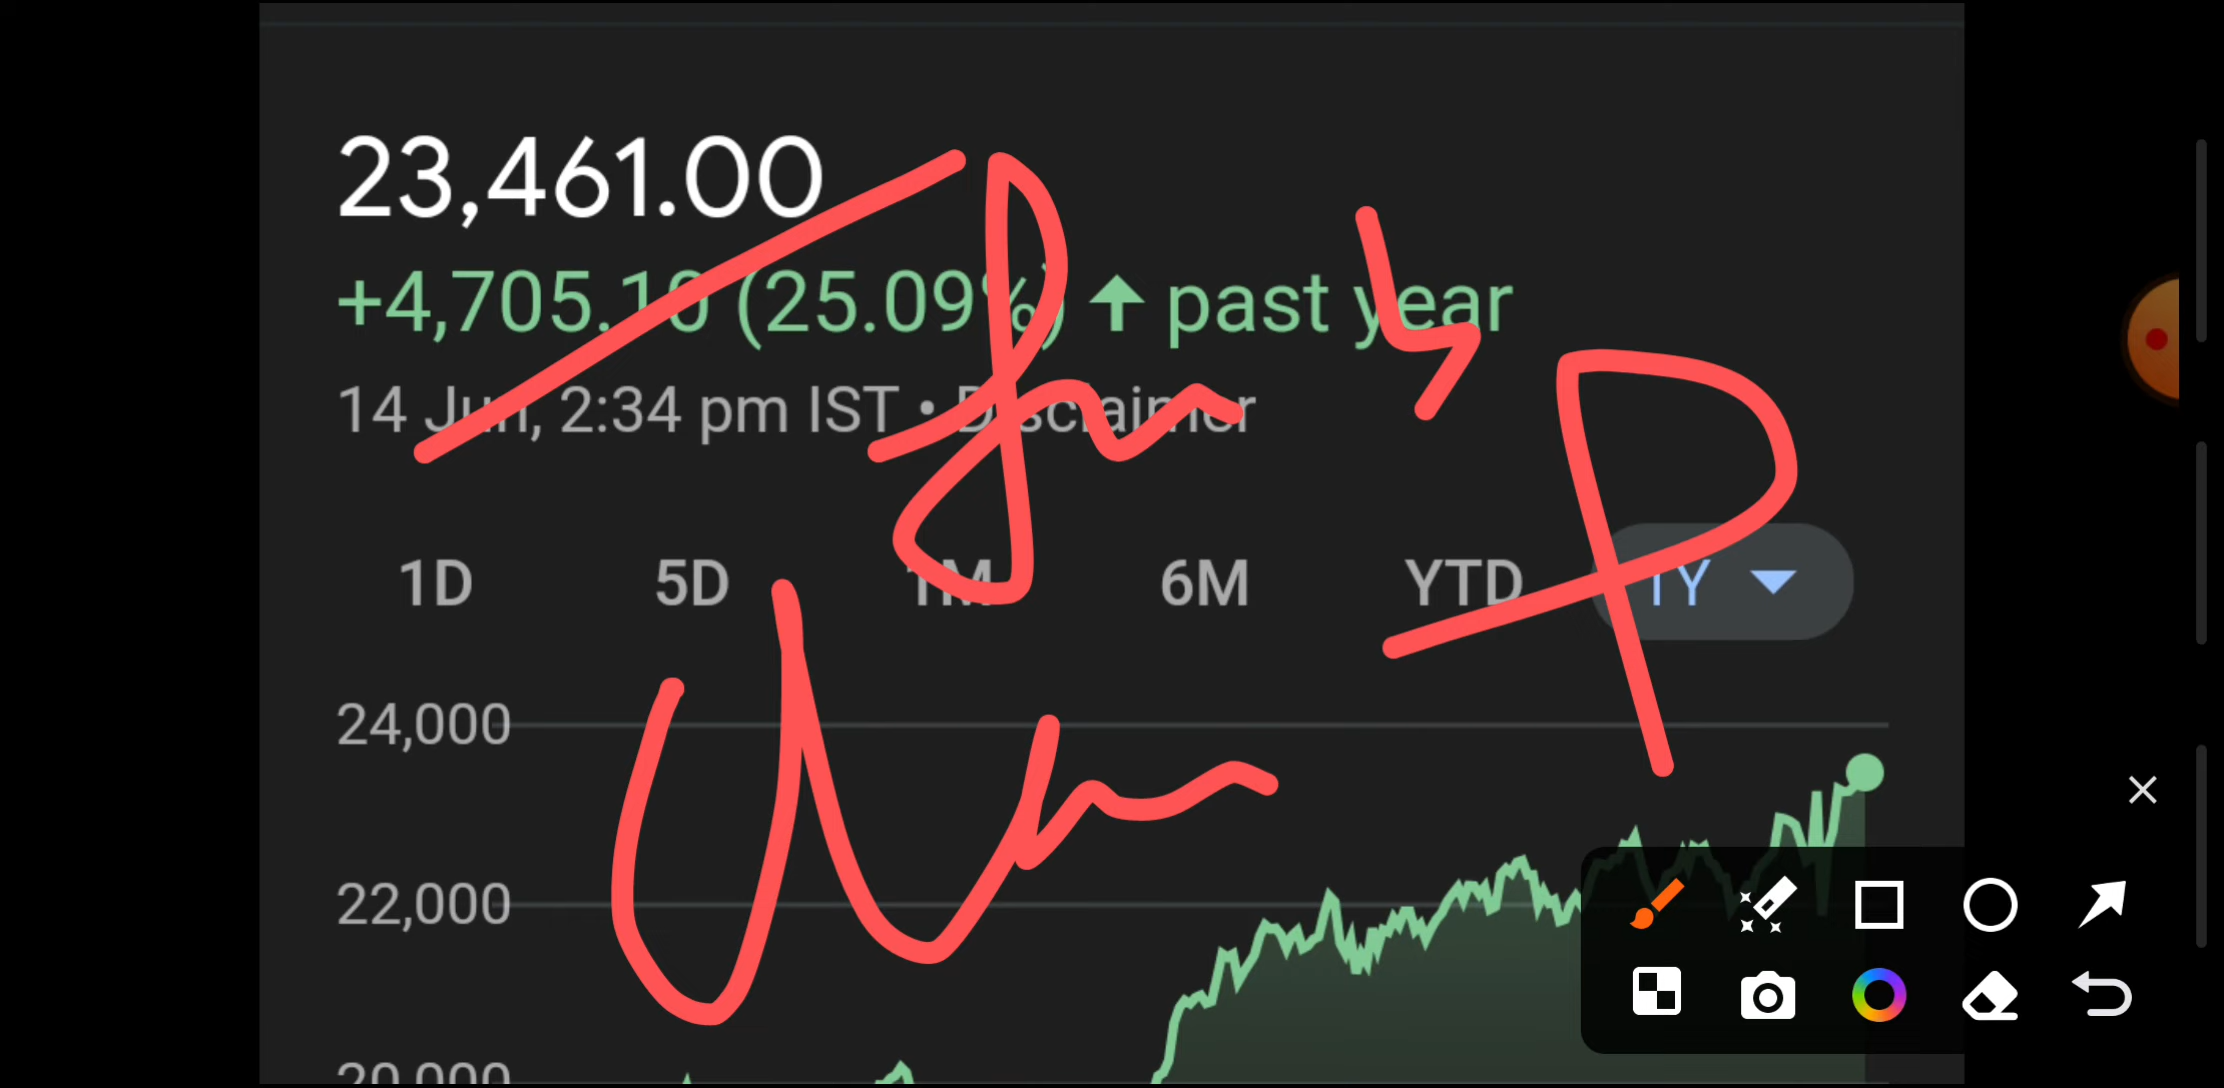 23,461.00
+4,705.10 (25.09%) ↑ past year
14 Jun, 2:34 pm IST • Disclaimer
1D 5D 1M 6M YTD 1Y
24,000
22,000
20,000